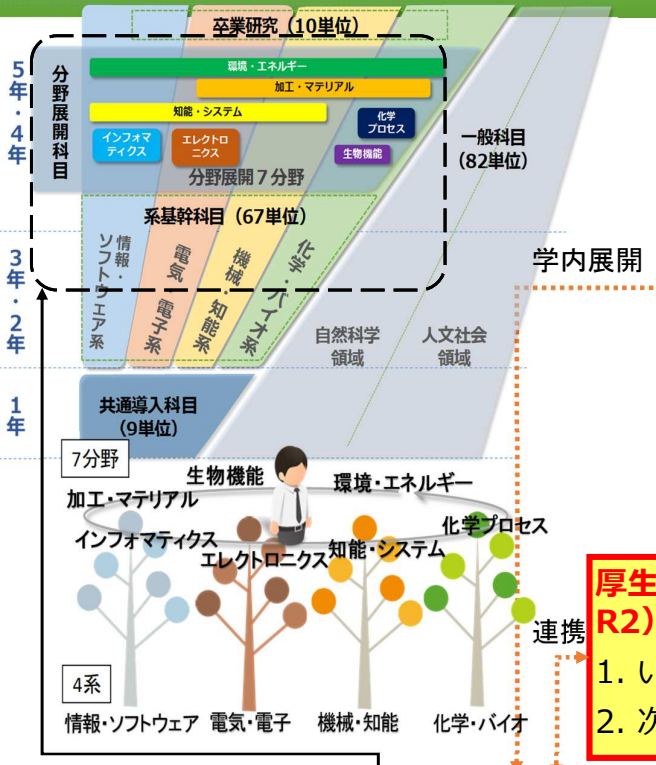 卒業研究（10単位）
5年・4年
分野展開科目
環境・エネルギー
加工・マテリアル
知能・システム
インフォマ
ティクス
エレクトロ
ニクス
化学
プロセス
生物機能
分野展開7分野
一般科目
（82単位）
系基幹科目（67単位）
3年・2年
情報・
ソフトウェア系
電気・電子系
機械・知能系
化学・バイオ系
自然科学
領域
人文社会
領域
学内展開
1年
共通導入科目
（9単位）
7分野
生物機能
環境・エネルギー
加工・マテリアル
インフォマティクス
エレクトロニクス
知能・システム
化学プロセス
4系
情報・ソフトウェア
電気・電子
機械・知能
化学・バイオ
連携
厚生
R2）
1. い
2. 次